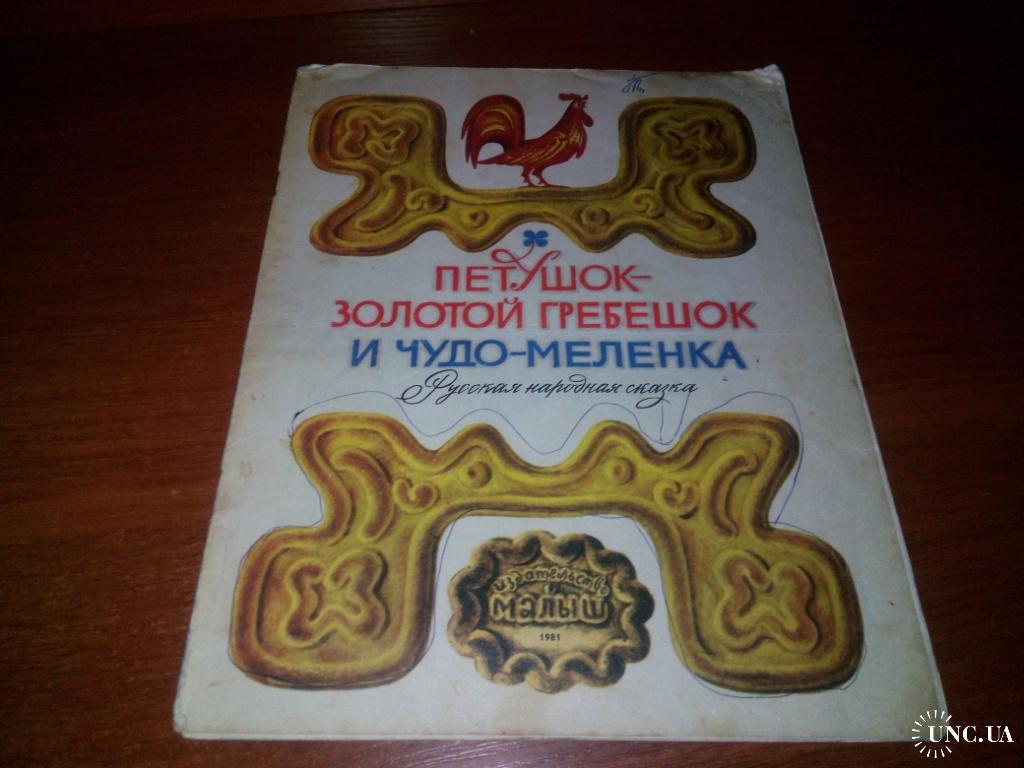 ПЕТУШОК-
ЗОЛОТОЙ ГРЕБЕШОК
И ЧУДО-МЕЛЕНКА
Русская народная сказка
издательство
малыш
1981
UNC.UA